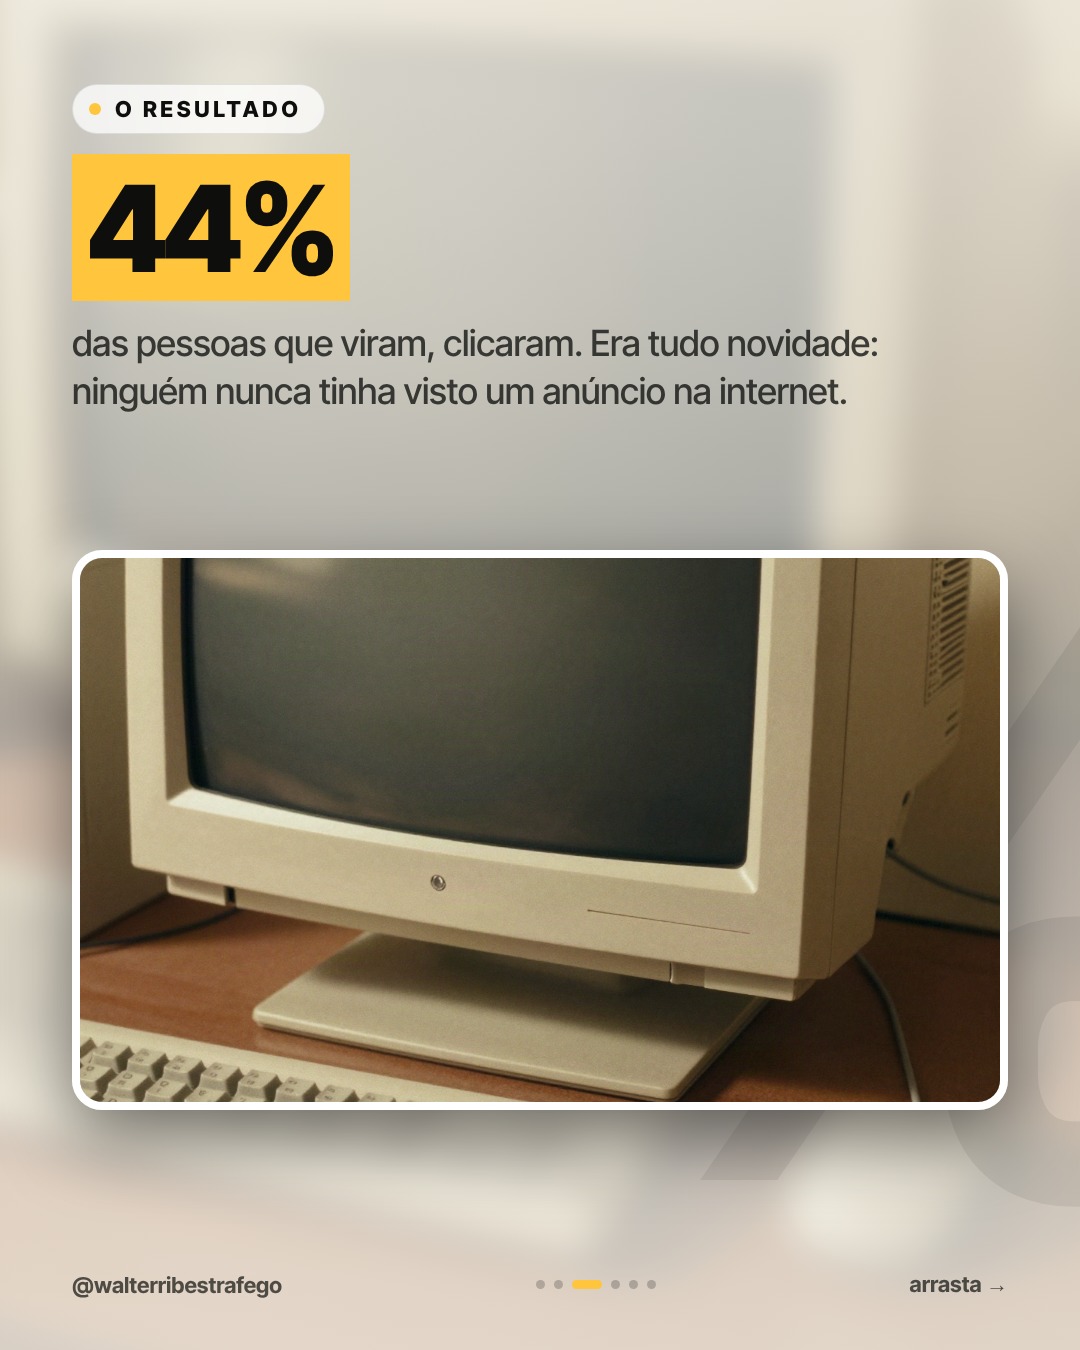 O RESULTADO
44%
das pessoas que viram, clicaram. Era tudo novidade:
ninguém nunca tinha visto um anúncio na internet.
@walterribestrafego
arrasta →